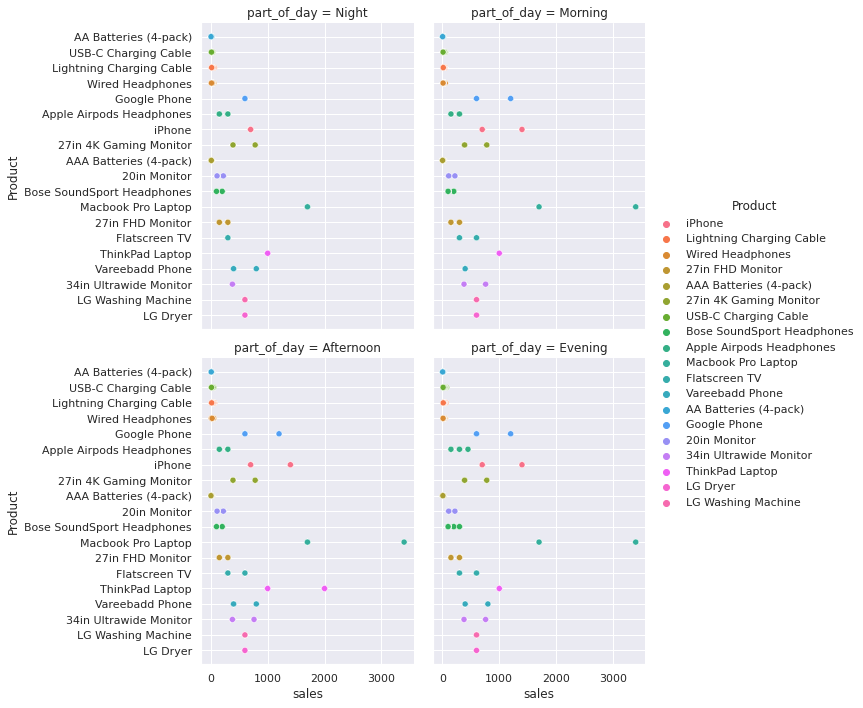 part_of_day = Night
part_of_day = Morning
Product
AA Batteries (4-pack)
USB-C Charging Cable
Lightning Charging Cable
Wired Headphones
Google Phone
Apple Airpods Headphones
iPhone
27in 4K Gaming Monitor
AAA Batteries (4-pack)
20in Monitor
Bose SoundSport Headphones
Macbook Pro Laptop
27in FHD Monitor
Flatscreen TV
ThinkPad Laptop
Vareebadd Phone
34in Ultrawide Monitor
LG Washing Machine
LG Dryer
part_of_day = Afternoon
part_of_day = Evening
Product
AA Batteries (4-pack)
USB-C Charging Cable
Lightning Charging Cable
Wired Headphones
Google Phone
Apple Airpods Headphones
iPhone
27in 4K Gaming Monitor
AAA Batteries (4-pack)
20in Monitor
Bose SoundSport Headphones
Macbook Pro Laptop
27in FHD Monitor
Flatscreen TV
ThinkPad Laptop
Vareebadd Phone
34in Ultrawide Monitor
LG Washing Machine
LG Dryer
0 1000 2000 3000
sales
0 1000 2000 3000
sales
Product
iPhone
Lightning Charging Cable
Wired Headphones
27in FHD Monitor
AAA Batteries (4-pack)
27in 4K Gaming Monitor
USB-C Charging Cable
Bose SoundSport Headphones
Apple Airpods Headphones
Macbook Pro Laptop
Flatscreen TV
Vareebadd Phone
AA Batteries (4-pack)
Google Phone
20in Monitor
34in Ultrawide Monitor
ThinkPad Laptop
LG Dryer
LG Washing Machine